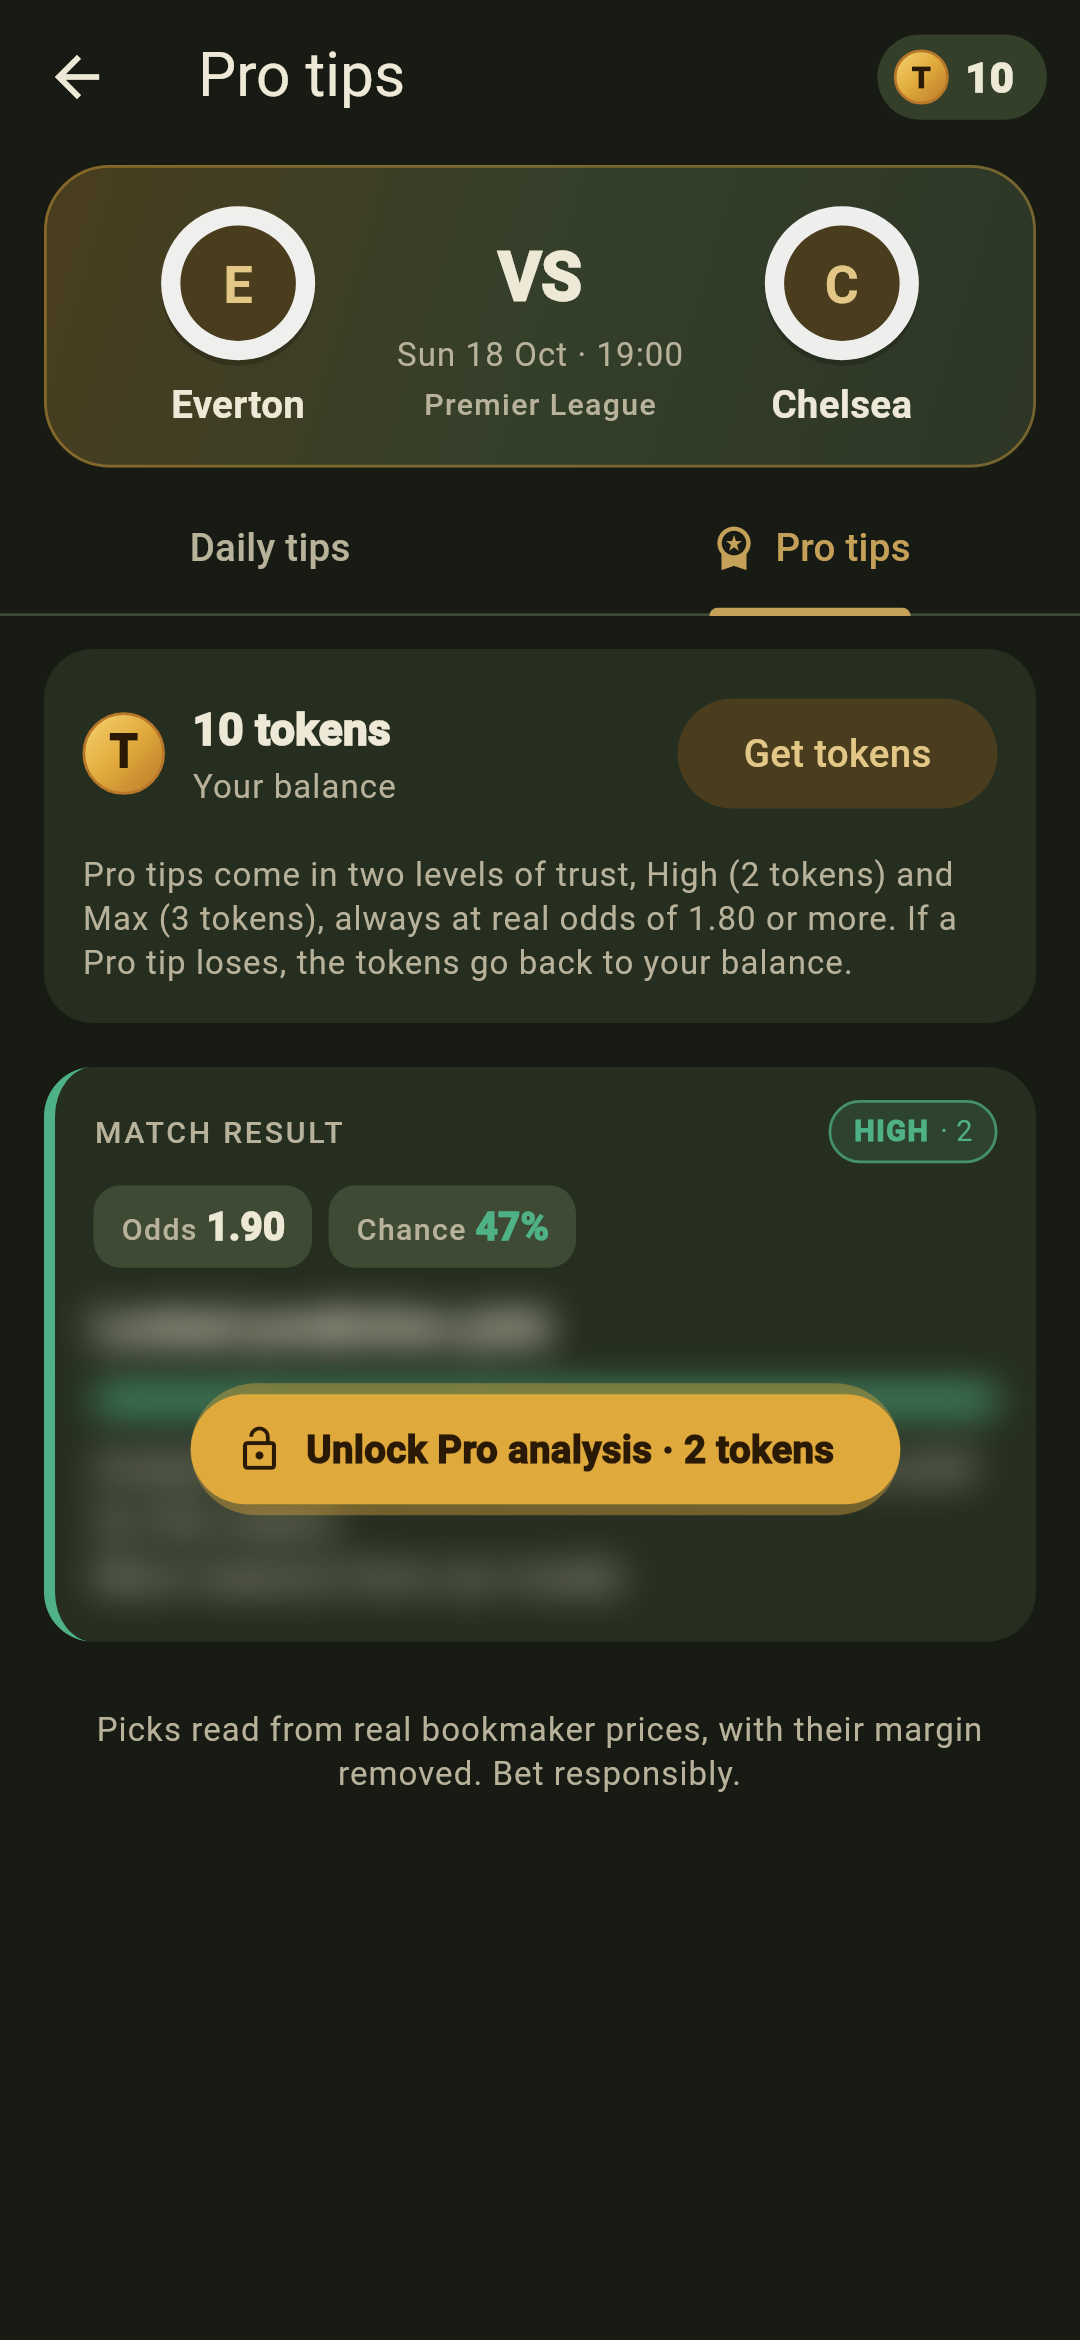 Pro tips
T 10
E
VS
C
Sun 18 Oct · 19:00
Everton
Premier League
Chelsea
Daily tips
Pro tips
T
10 tokens
Your balance
Get tokens
Pro tips come in two levels of trust, High (2 tokens) and
Max (3 tokens), always at real odds of 1.80 or more. If a
Pro tip loses, the tokens go back to your balance.
MATCH RESULT
HIGH · 2
Odds 1.90
Chance 47%
Unlock Pro analysis · 2 tokens
Picks read from real bookmaker prices, with their margin
removed. Bet responsibly.